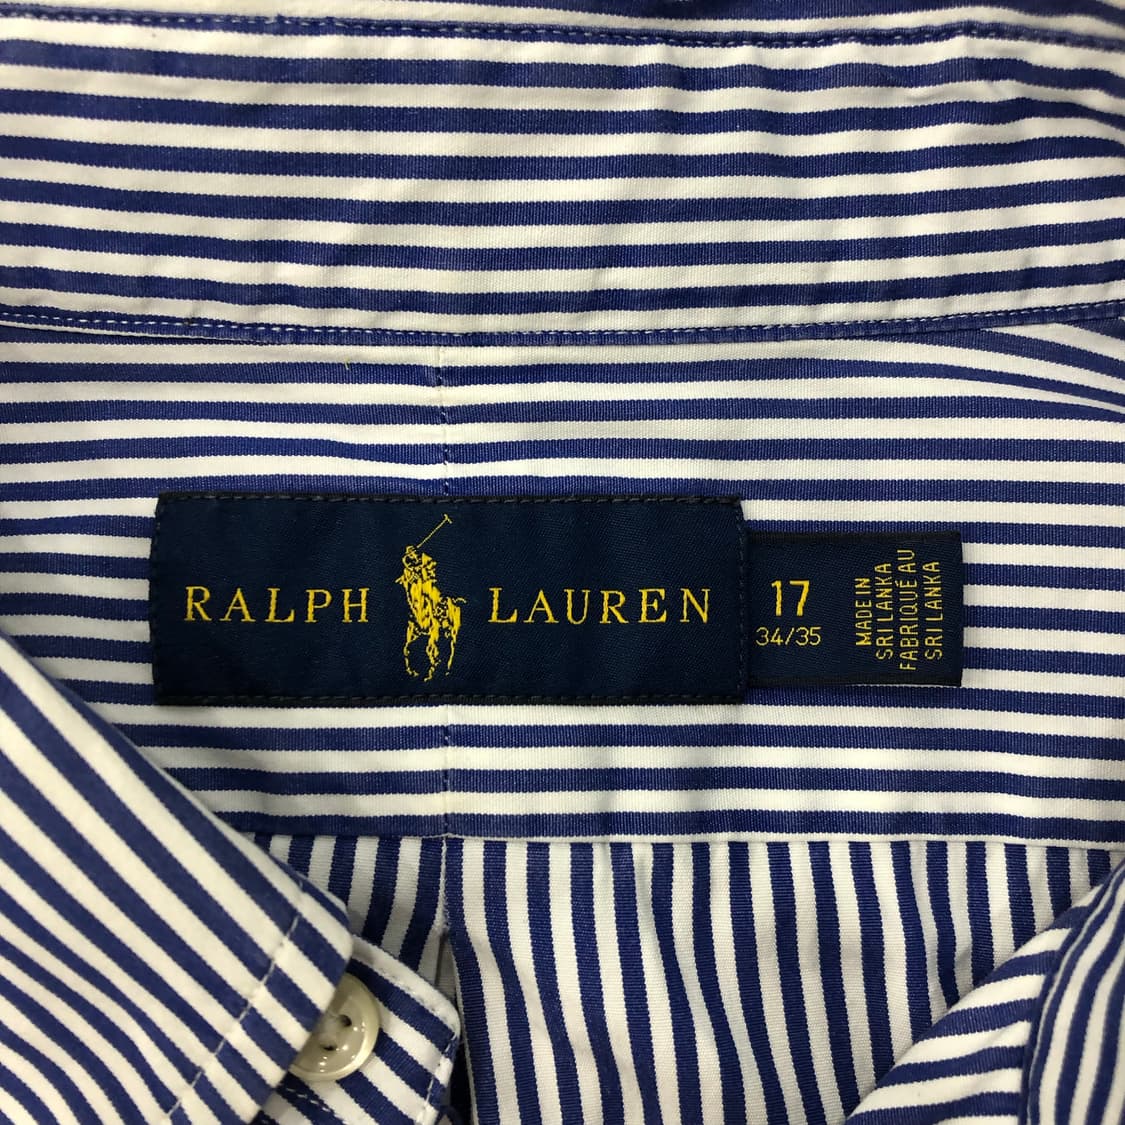 RALPH LAUREN
17
34/35
MADE IN
SRI LANKA
FABRIQUÉ AU
SRI LANKA